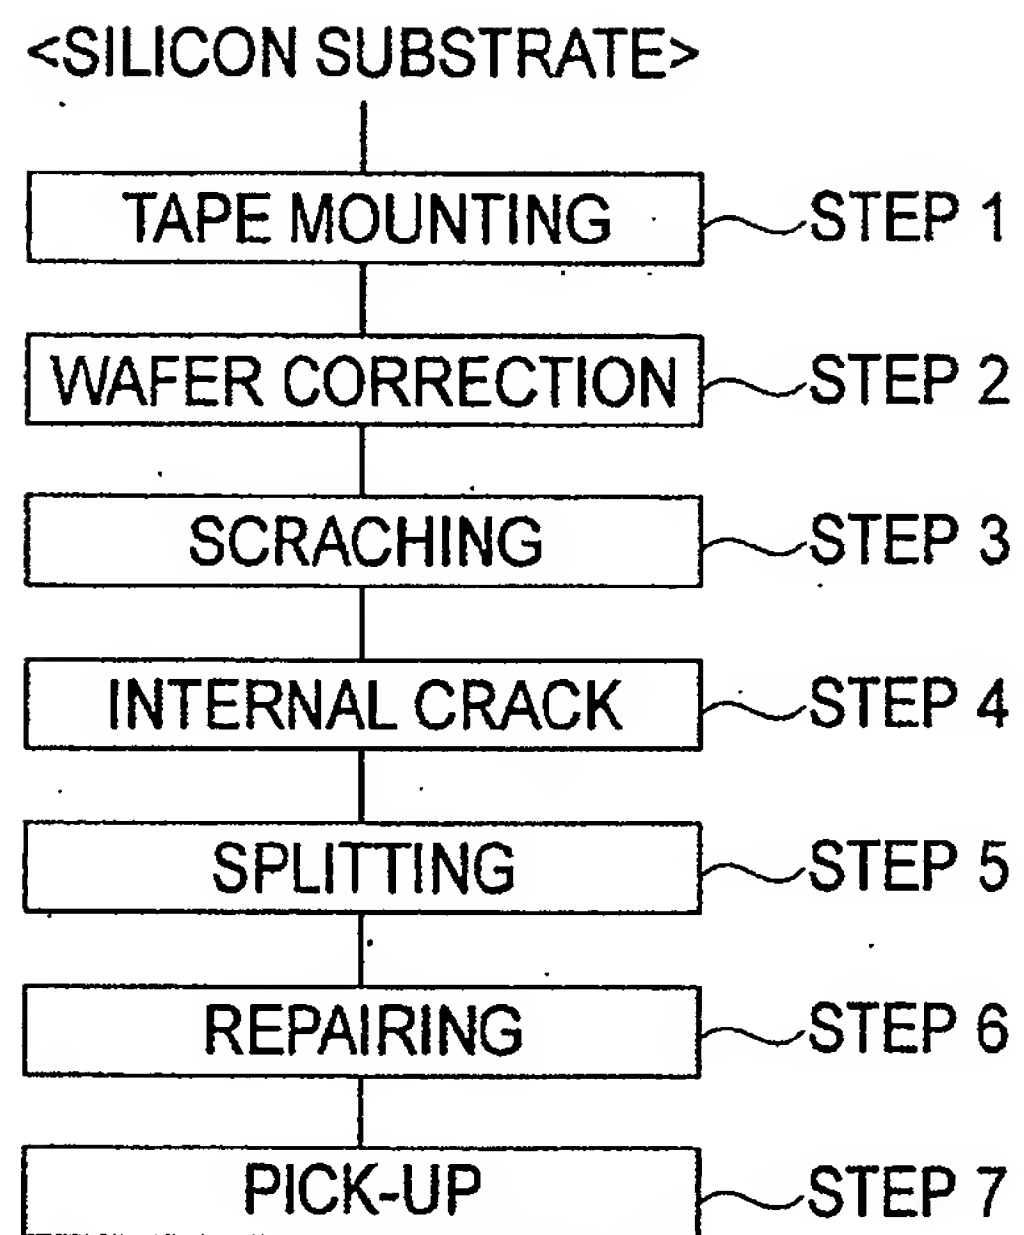 <SILICON SUBSTRATE>
TAPE MOUNTING STEP 1
WAFER CORRECTION STEP 2
SCRACHING STEP 3
INTERNAL CRACK STEP 4
SPLITTING STEP 5
REPAIRING STEP 6
PICK-UP STEP 7